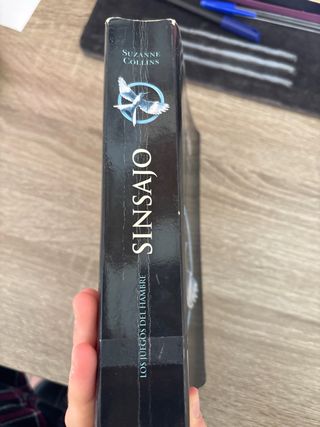 SUZANNE
COLLINS
SINSAJO
LOS JUEGOS DEL HAMBRE